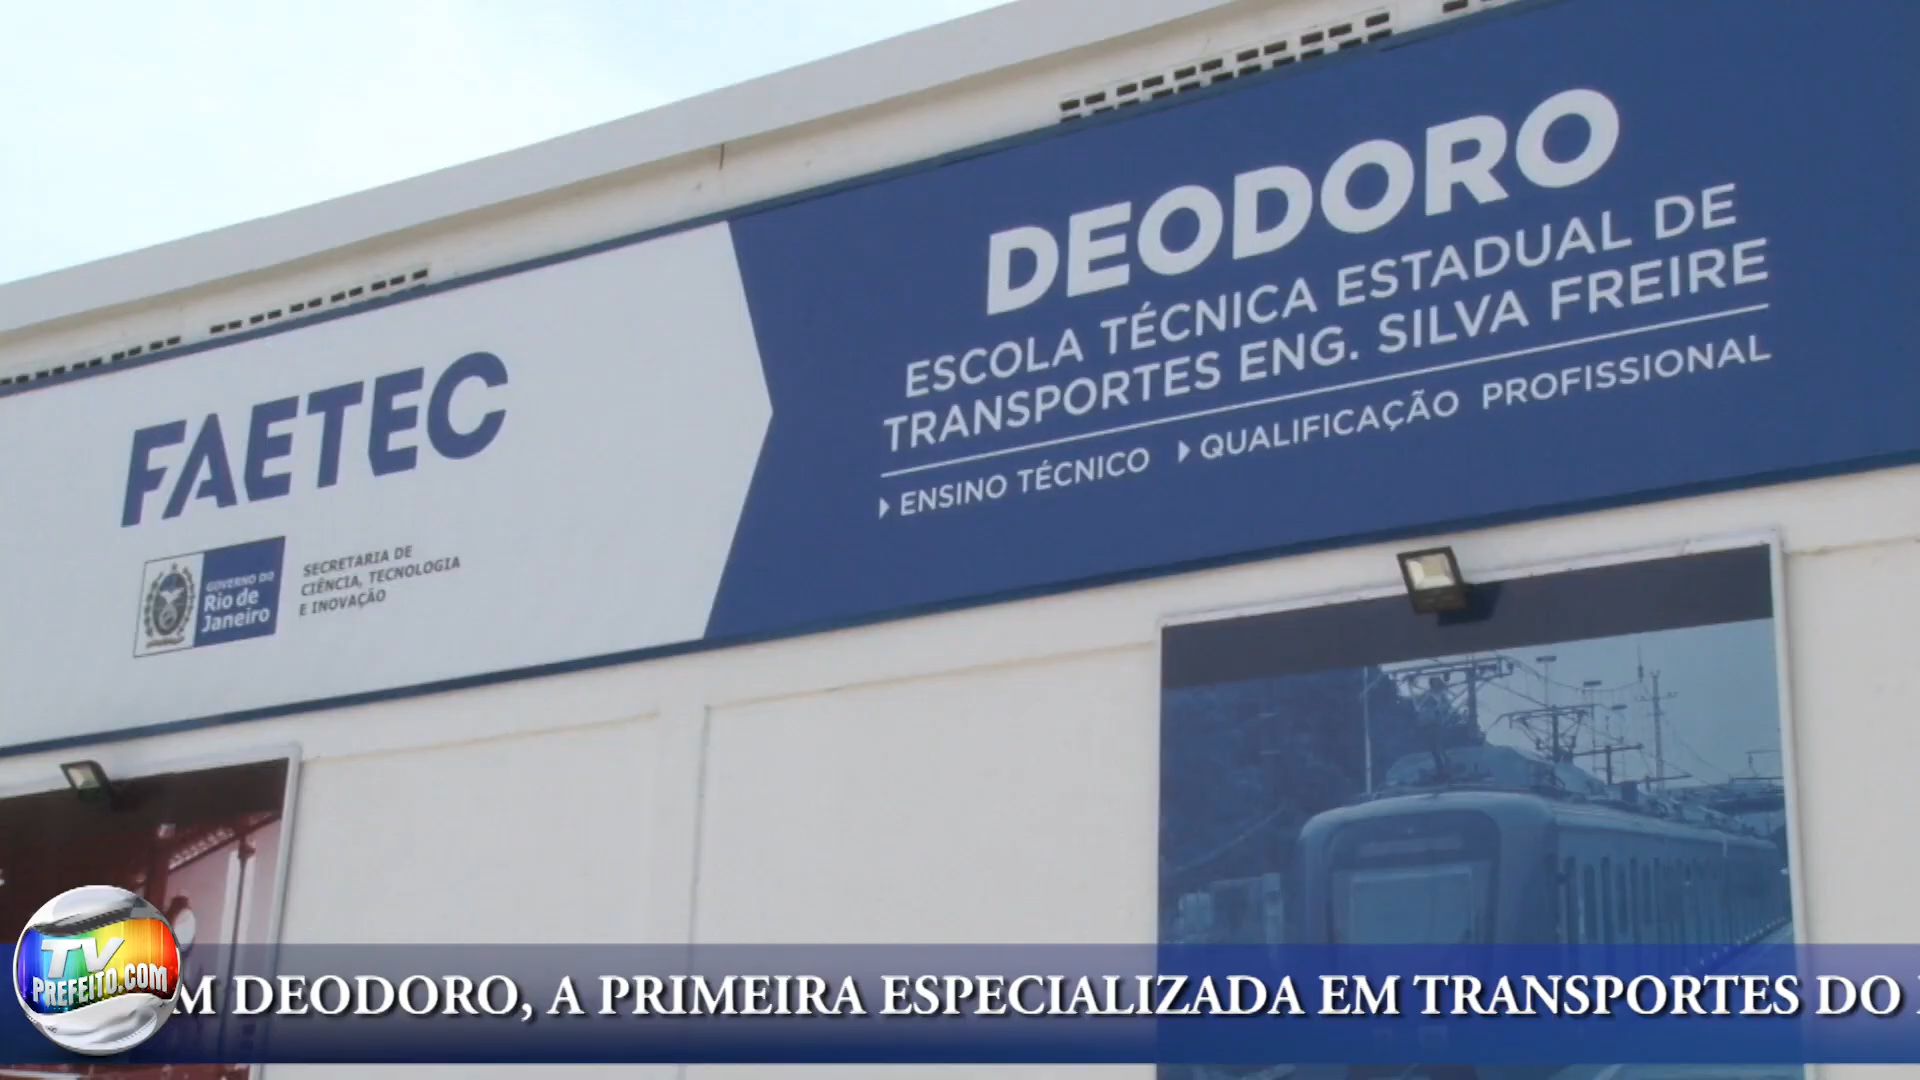 FAETEC
GOVERNO DO
Rio de
Janeiro
SECRETARIA DE
CIÊNCIA, TECNOLOGIA
E INOVAÇÃO
DEODORO
ESCOLA TÉCNICA ESTADUAL DE
TRANSPORTES ENG. SILVA FREIRE
ENSINO TÉCNICO QUALIFICAÇÃO PROFISSIONAL
TV
PREFEITO.COM
M DEODORO, A PRIMEIRA ESPECIALIZADA EM TRANSPORTES DO